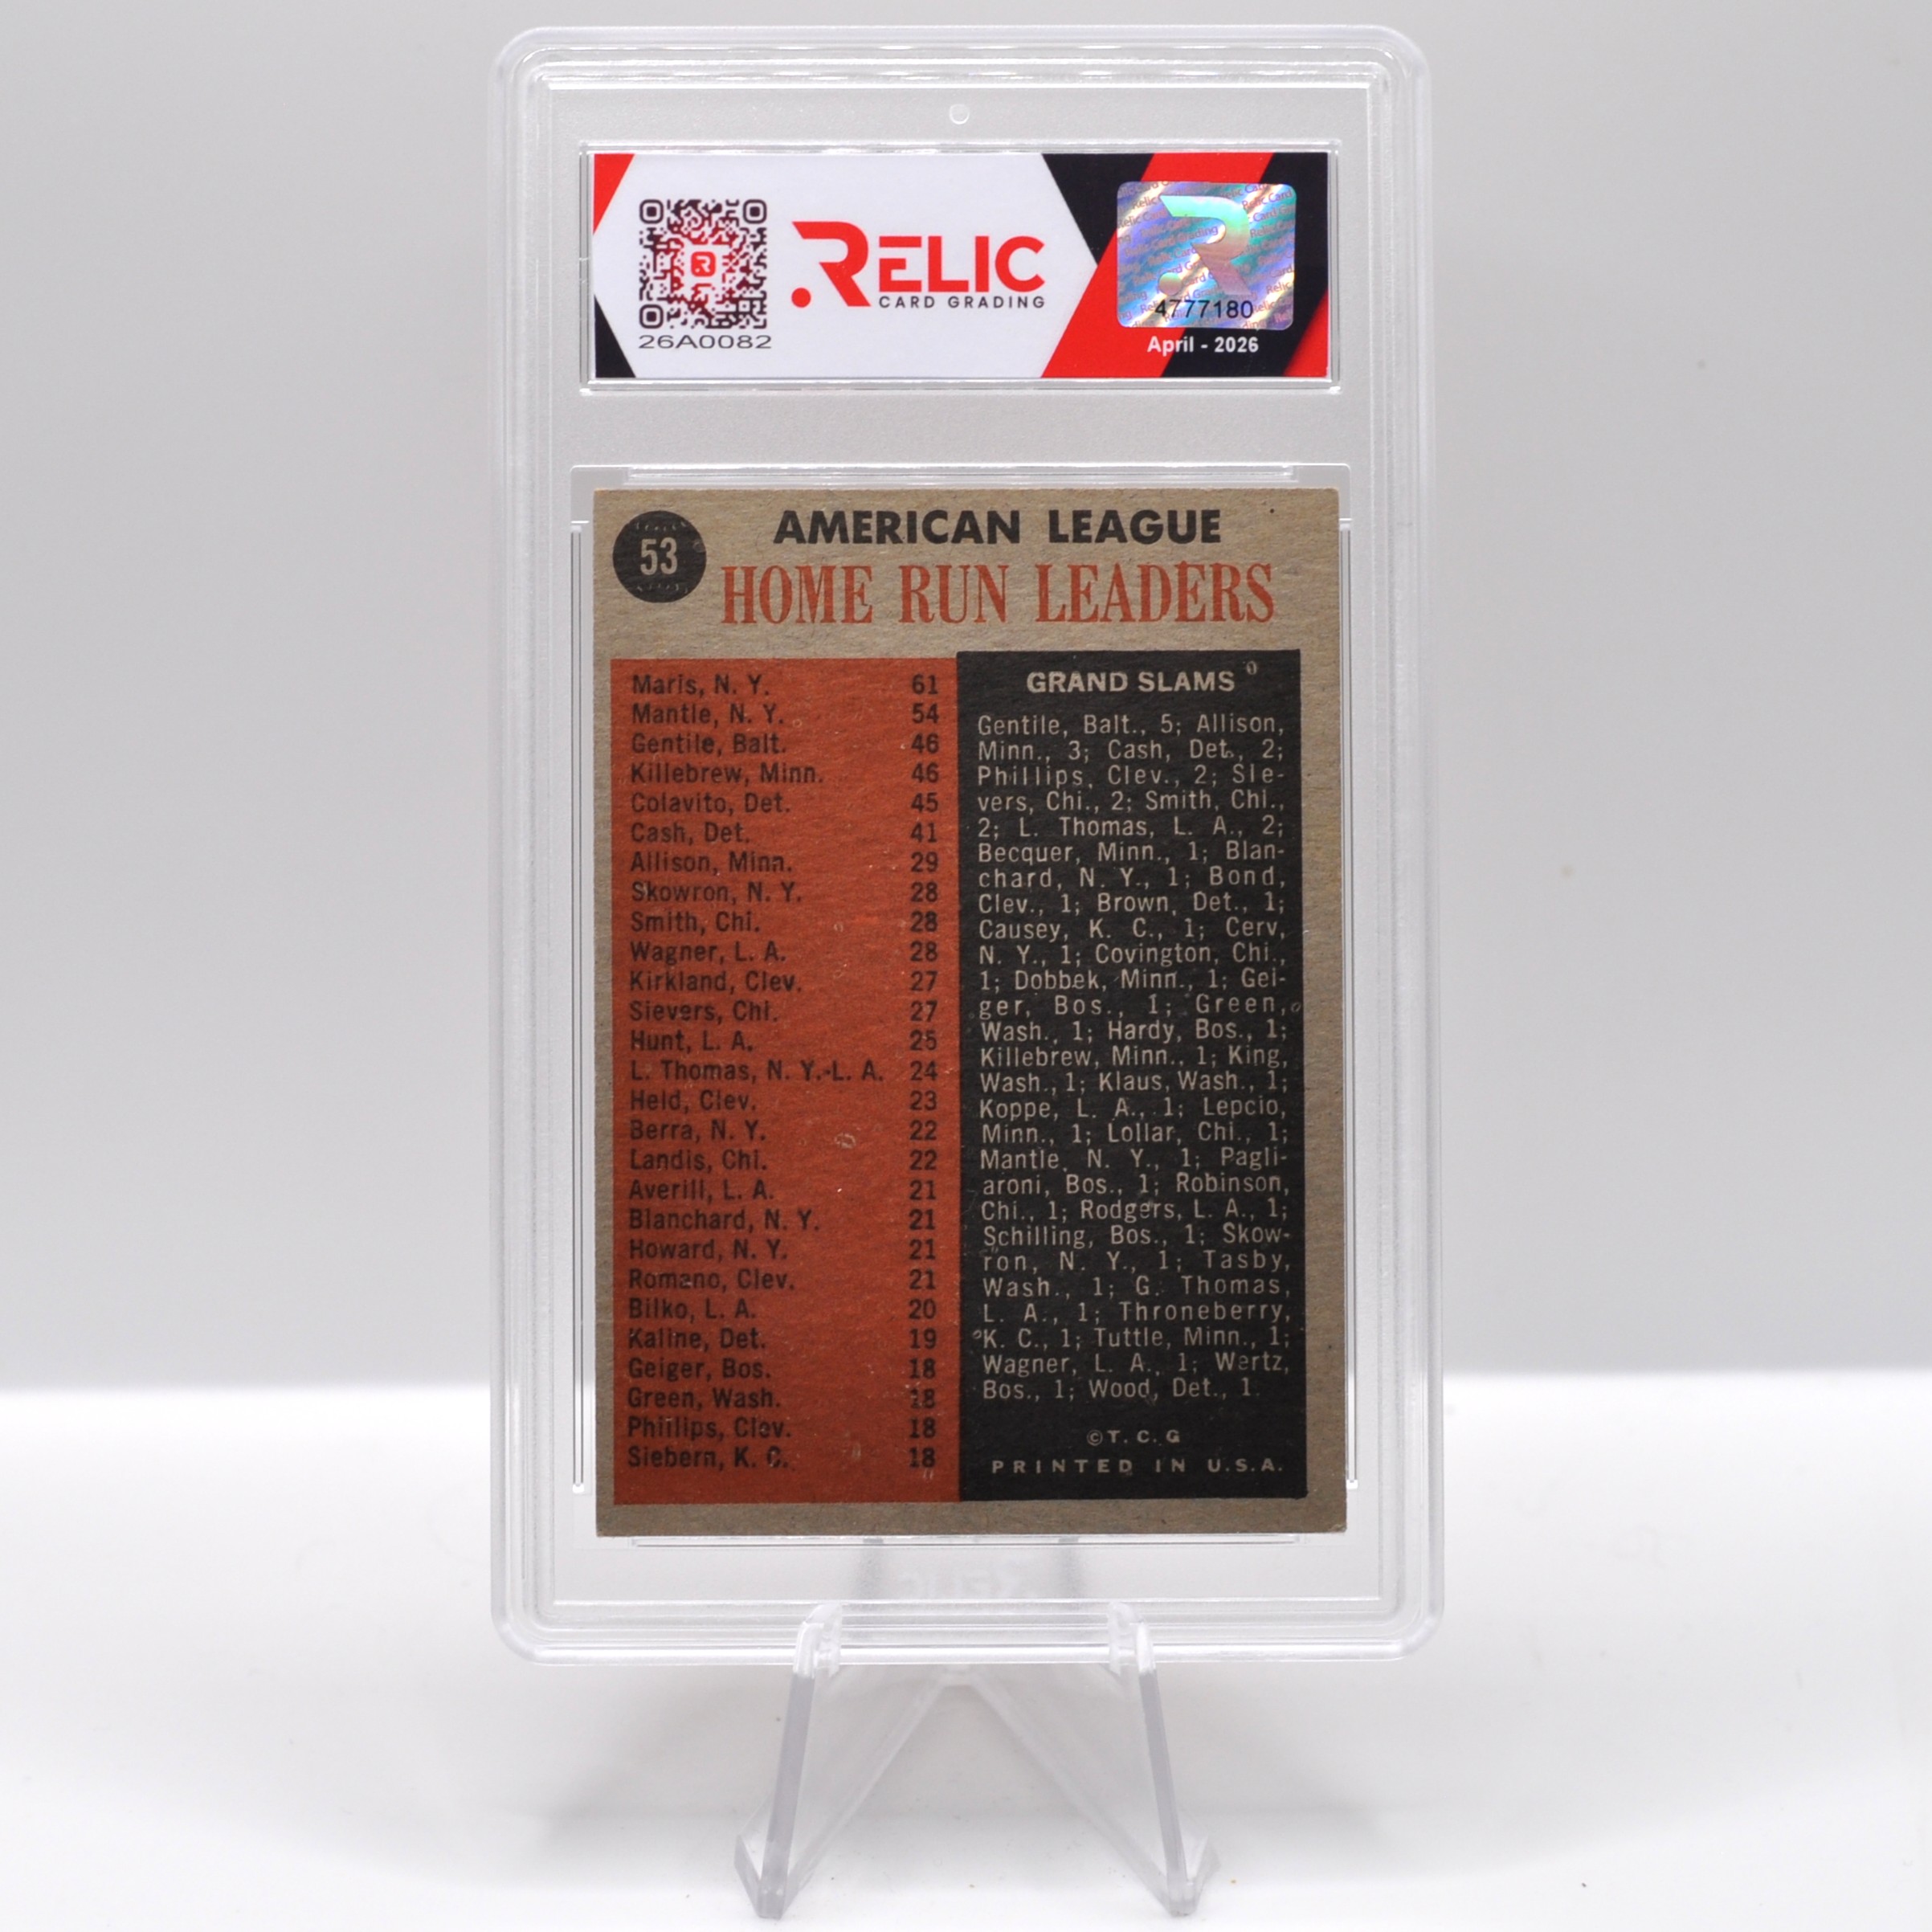 RELIC
CARD GRADING
26A0082
4777180
April - 2026
53
AMERICAN LEAGUE
HOME RUN LEADERS
Maris, N. Y. 61
Mantle, N. Y. 54
Gentile, Balt. 46
Killebrew, Minn. 46
Colavito, Det. 45
Cash, Det. 41
Allison, Minn. 29
Skowron, N. Y. 28
Smith, Chi. 28
Wagner, L. A. 28
Kirkland, Clev. 27
Sievers, Chi. 27
Hunt, L. A. 25
L. Thomas, N. Y.-L. A. 24
Held, Clev. 23
Berra, N. Y. 22
Landis, Chi. 22
Averill, L. A. 21
Blanchard, N. Y. 21
Howard, N. Y. 21
Romano, Clev. 21
Bilko, L. A. 20
Kaline, Det. 19
Geiger, Bos. 18
Green, Wash. 18
Phillips, Clev. 18
Siebern, K. C. 18
GRAND SLAMS
Gentile, Balt., 5; Allison,
Minn., 3; Cash, Det., 2;
Phillips, Clev., 2; Sie-
vers, Chi., 2; Smith, Chi.,
2; L. Thomas, L. A., 2;
Becquer, Minn., 1; Blan-
chard, N. Y., 1; Bond,
Clev., 1; Brown, Det., 1;
Causey, K. C., 1; Cerv,
N. Y., 1; Covington, Chi.,
1; Dobbek, Minn., 1; Gei-
ger, Bos., 1; Green,
Wash., 1; Hardy, Bos., 1;
Killebrew, Minn., 1; King,
Wash., 1; Klaus, Wash., 1;
Koppe, L. A., 1; Lepcio,
Minn., 1; Lollar, Chi., 1;
Mantle, N. Y., 1; Pagli-
aroni, Bos., 1; Robinson,
Chi., 1; Rodgers, L. A., 1;
Schilling, Bos., 1; Skow-
ron, N. Y., 1; Tasby,
Wash., 1; G. Thomas,
L. A., 1; Throneberry,
K. C., 1; Tuttle, Minn., 1;
Wagner, L. A., 1; Wertz,
Bos., 1; Wood, Det., 1.
© T. C. G
PRINTED IN U.S.A.